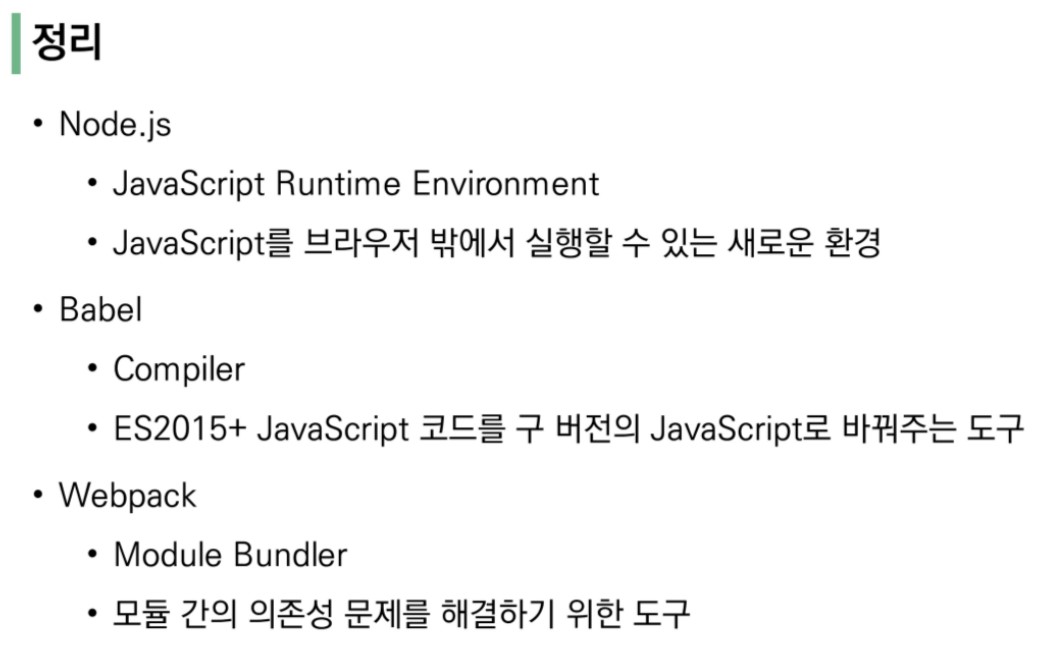 정리
• Node.js
• JavaScript Runtime Environment
• JavaScript를 브라우저 밖에서 실행할 수 있는 새로운 환경
• Babel
• Compiler
• ES2015+ JavaScript 코드를 구 버전의 JavaScript로 바꿔주는 도구
• Webpack
• Module Bundler
• 모듈 간의 의존성 문제를 해결하기 위한 도구